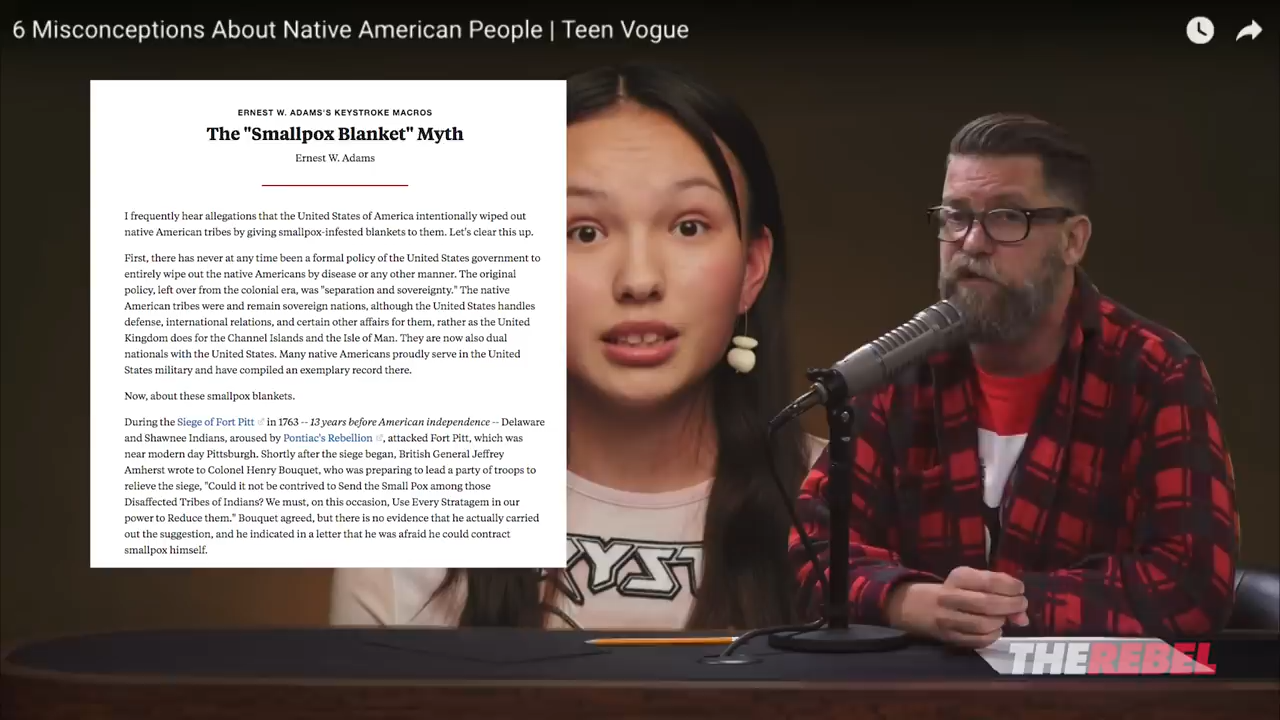 6 Misconceptions About Native American People | Teen Vogue
ERNEST W. ADAMS'S KEYSTROKE MACROS
The "Smallpox Blanket" Myth
Ernest W. Adams
I frequently hear allegations that the United States of America intentionally wiped out
native American tribes by giving smallpox-infested blankets to them. Let's clear this up.
First, there has never at any time been a formal policy of the United States government to
entirely wipe out the native Americans by disease or any other manner. The original
policy, left over from the colonial era, was "separation and sovereignty." The native
American tribes were and remain sovereign nations, although the United States handles
defense, international relations, and certain other affairs for them, rather as the United
Kingdom does for the Channel Islands and the Isle of Man. They are now also dual
nationals with the United States. Many native Americans proudly serve in the United
States military and have compiled an exemplary record there.
Now, about these smallpox blankets.
During the Siege of Fort Pitt in 1763 -- 13 years before American independence -- Delaware
and Shawnee Indians, aroused by Pontiac's Rebellion, attacked Fort Pitt, which was
near modern day Pittsburgh. Shortly after the siege began, British General Jeffrey
Amherst wrote to Colonel Henry Bouquet, who was preparing to lead a party of troops to
relieve the siege, "Could it not be contrived to Send the Small Pox among those
Disaffected Tribes of Indians? We must, on this occasion, Use Every Stratagem in our
power to Reduce them." Bouquet agreed, but there is no evidence that he actually carried
out the suggestion, and he indicated in a letter that he was afraid he could contract
smallpox himself.
THEREBEL